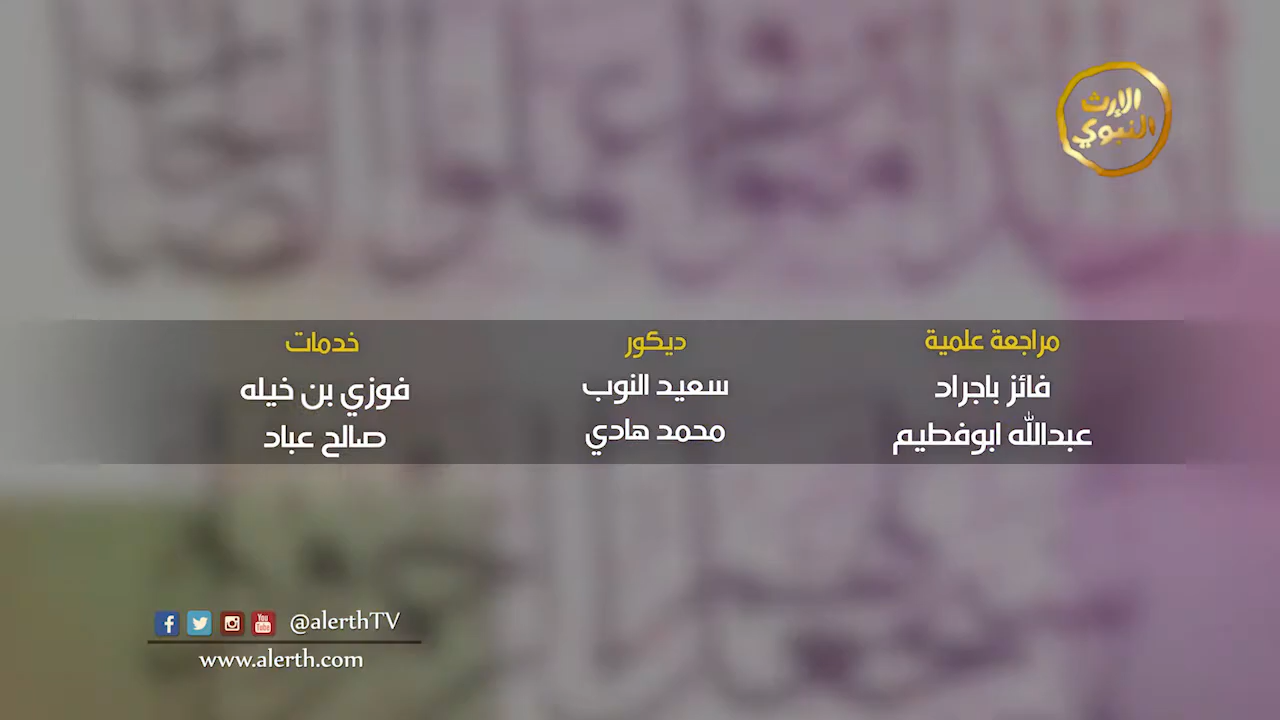 الإرث
النبوي
مراجعة علمية
فائز باجراد
عبدالله ابوفطيم
ديكور
سعيد النوب
محمد هادي
خدمات
فوزي بن خيله
صالح عباد
@alerthTV
www.alerth.com